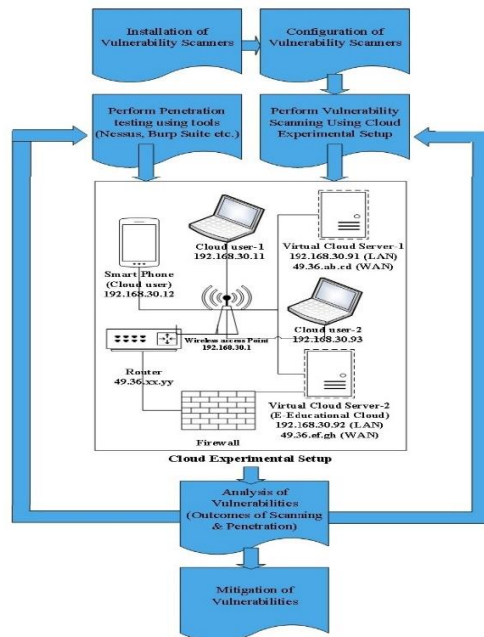 Installation of
Vulnerability Scanners
Configuration of
Vulnerability Scanners
Perform Penetration
testing using tools
(Nessus, Burp Suite etc.)
Perform Vulnerability
Scanning Using Cloud
Experimental Setup
Cloud user-1
192.168.30.11
Virtual Cloud Server-1
192.168.30.91 (LAN)
49.36.ab.cd (WAN)
Smart Phone
(Cloud user)
192.168.30.12
Cloud user-2
192.168.30.93
Wireless access Point
192.168.30.1
Router
49.36.xx.yy
Virtual Cloud Server-2
(E-Educational Cloud)
192.168.30.92 (LAN)
49.36.ef.gh (WAN)
Firewall
Cloud Experimental Setup
Analysis of
Vulnerabilities
(Outcomes of Scanning
& Penetration)
Mitigation of
Vulnerabilities